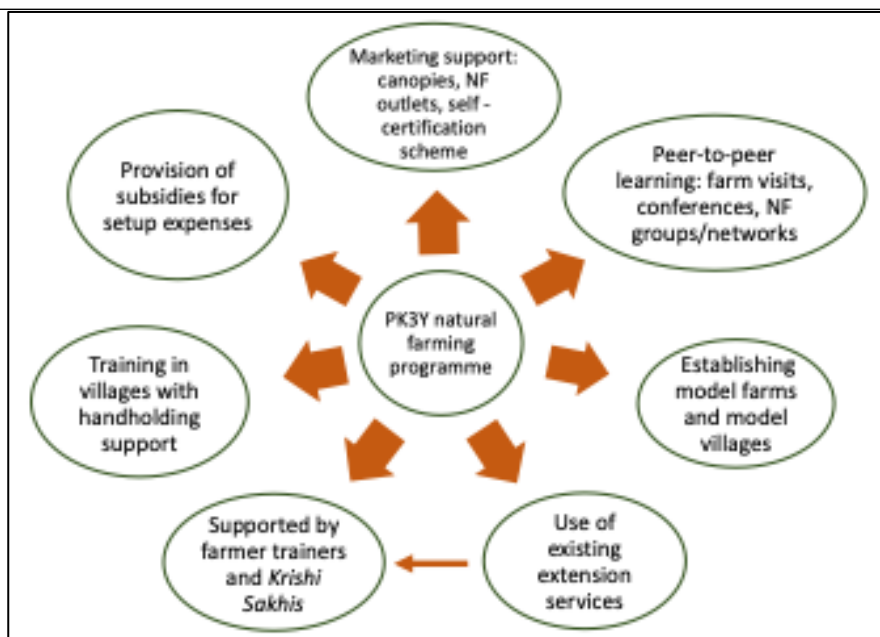 Marketing support:
canopies, NF
outlets, self -
certification
scheme
Provision of
subsidies for
setup expenses
Peer-to-peer
learning: farm visits,
conferences, NF
groups/networks
PK3Y natural
farming
programme
Training in
villages with
handholding
support
Establishing
model farms
and model
villages
Supported by
farmer trainers
and Krishi
Sakhis
Use of
existing
extension
services